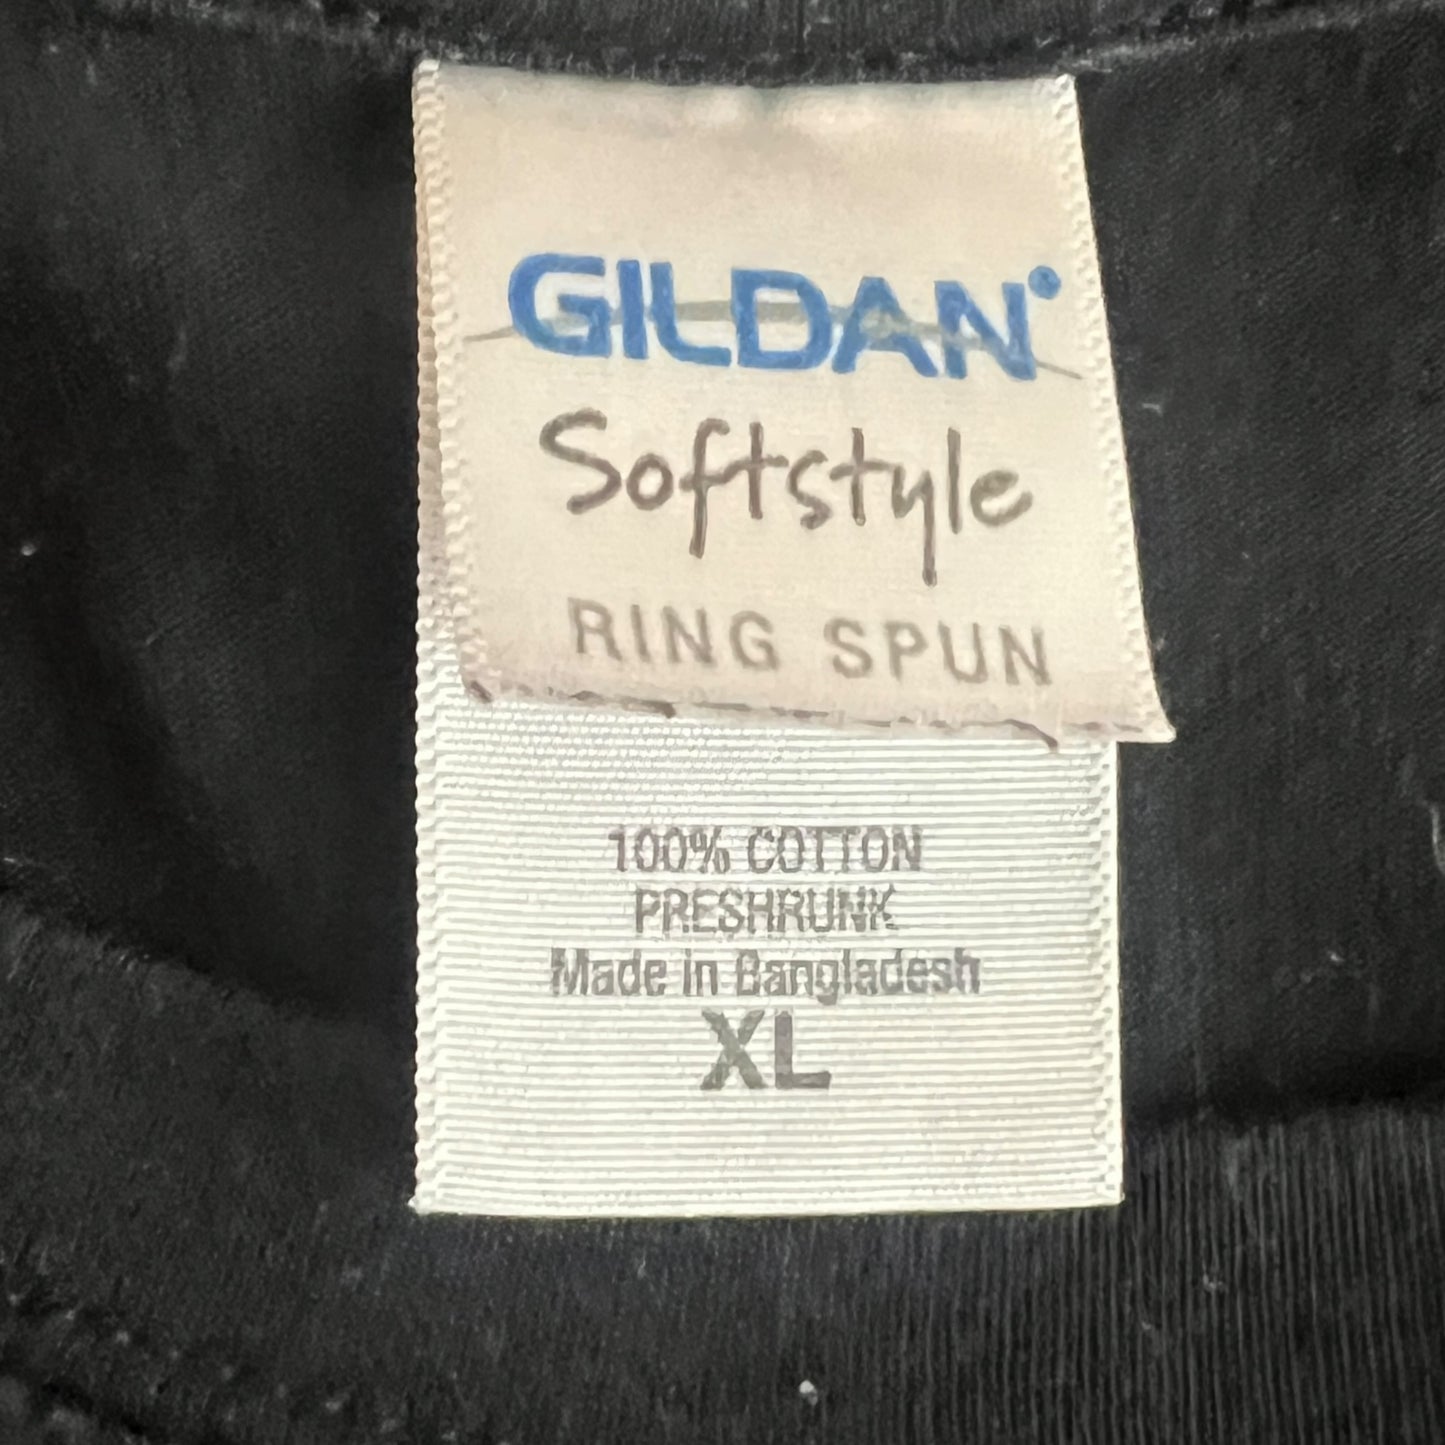 GILDAN
Softstyle
RING SPUN
100% COTTON
PRESHRUNK
Made in Bangladesh
XL